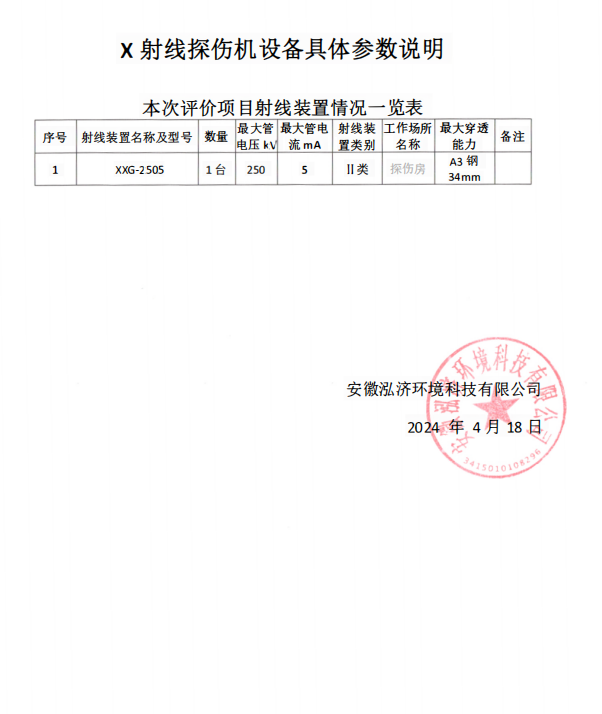 X 射线探伤机设备具体参数说明
本次评价项目射线装置情况一览表
序号 射线装置名称及型号 数量 最大管电压 kV 最大管电流 mA 射线装置类别 工作场所名称 最大穿透能力 备注
1 XXG-2505 1 台 250 5 II 类 探伤房 A3 钢 34mm
安徽泓济环境科技有限公司
2024 年 4 月 18 日
安徽泓济环境科技有限公司
3415010108296